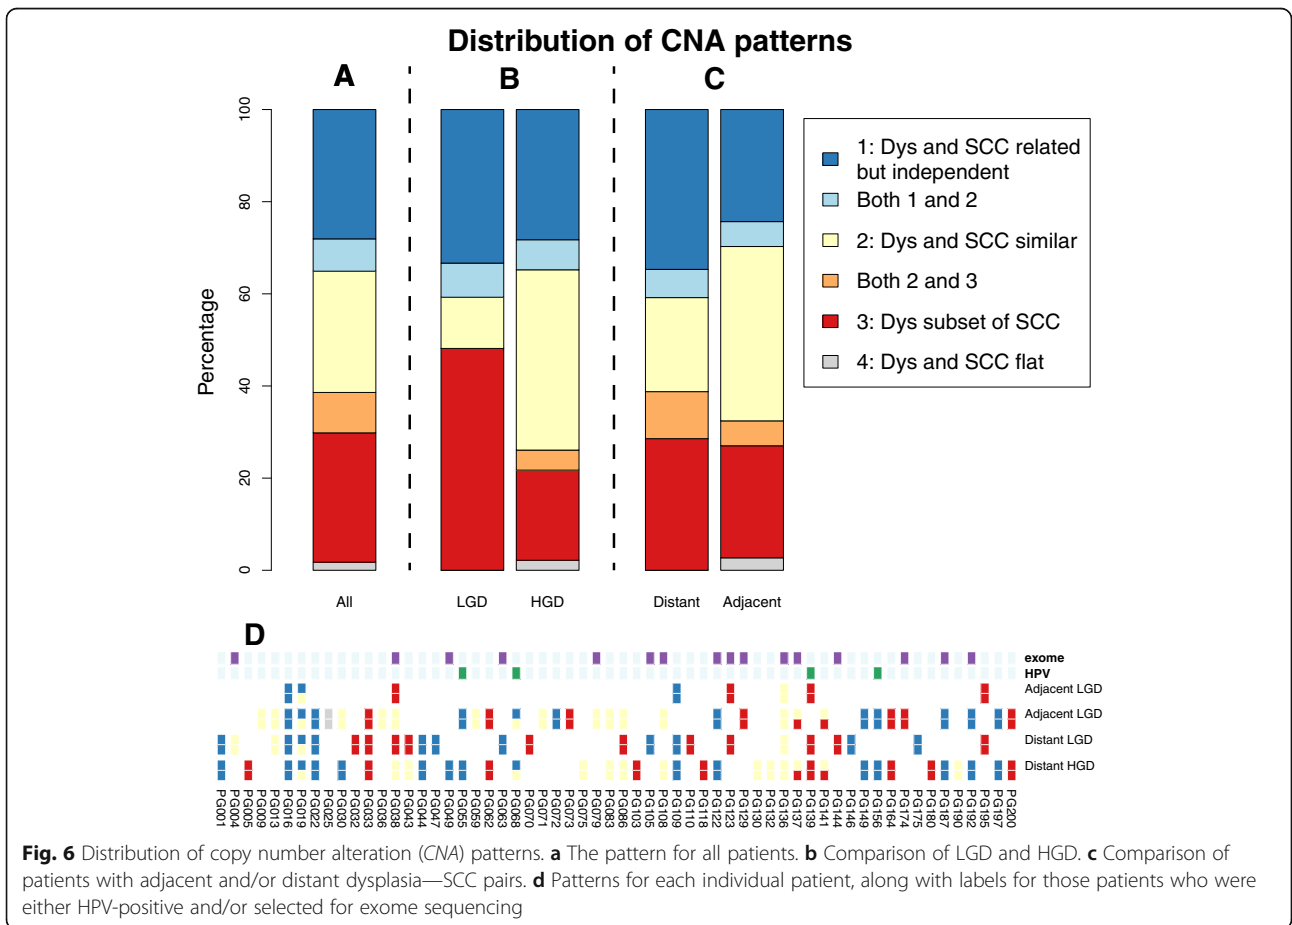 Distribution of CNA patterns
A
B
C
Percentage
100
80
60
40
20
0
All
LGD
HGD
Distant
Adjacent
1: Dys and SCC related
but independent
Both 1 and 2
2: Dys and SCC similar
Both 2 and 3
3: Dys subset of SCC
4: Dys and SCC flat
D
exome
HPV
Adjacent LGD
Adjacent LGD
Distant LGD
Distant HGD
PG001
PG004
PG005
PG009
PG013
PG016
PG019
PG022
PG025
PG030
PG032
PG033
PG036
PG038
PG043
PG044
PG047
PG049
PG055
PG059
PG062
PG063
PG068
PG070
PG071
PG072
PG073
PG075
PG079
PG083
PG086
PG103
PG105
PG108
PG109
PG110
PG118
PG122
PG123
PG129
PG130
PG132
PG136
PG137
PG139
PG141
PG144
PG146
PG149
PG156
PG164
PG174
PG175
PG180
PG187
PG190
PG192
PG195
PG197
PG200
Fig. 6 Distribution of copy number alteration (CNA) patterns. a The pattern for all patients. b Comparison of LGD and HGD. c Comparison of
patients with adjacent and/or distant dysplasia—SCC pairs. d Patterns for each individual patient, along with labels for those patients who were
either HPV-positive and/or selected for exome sequencing